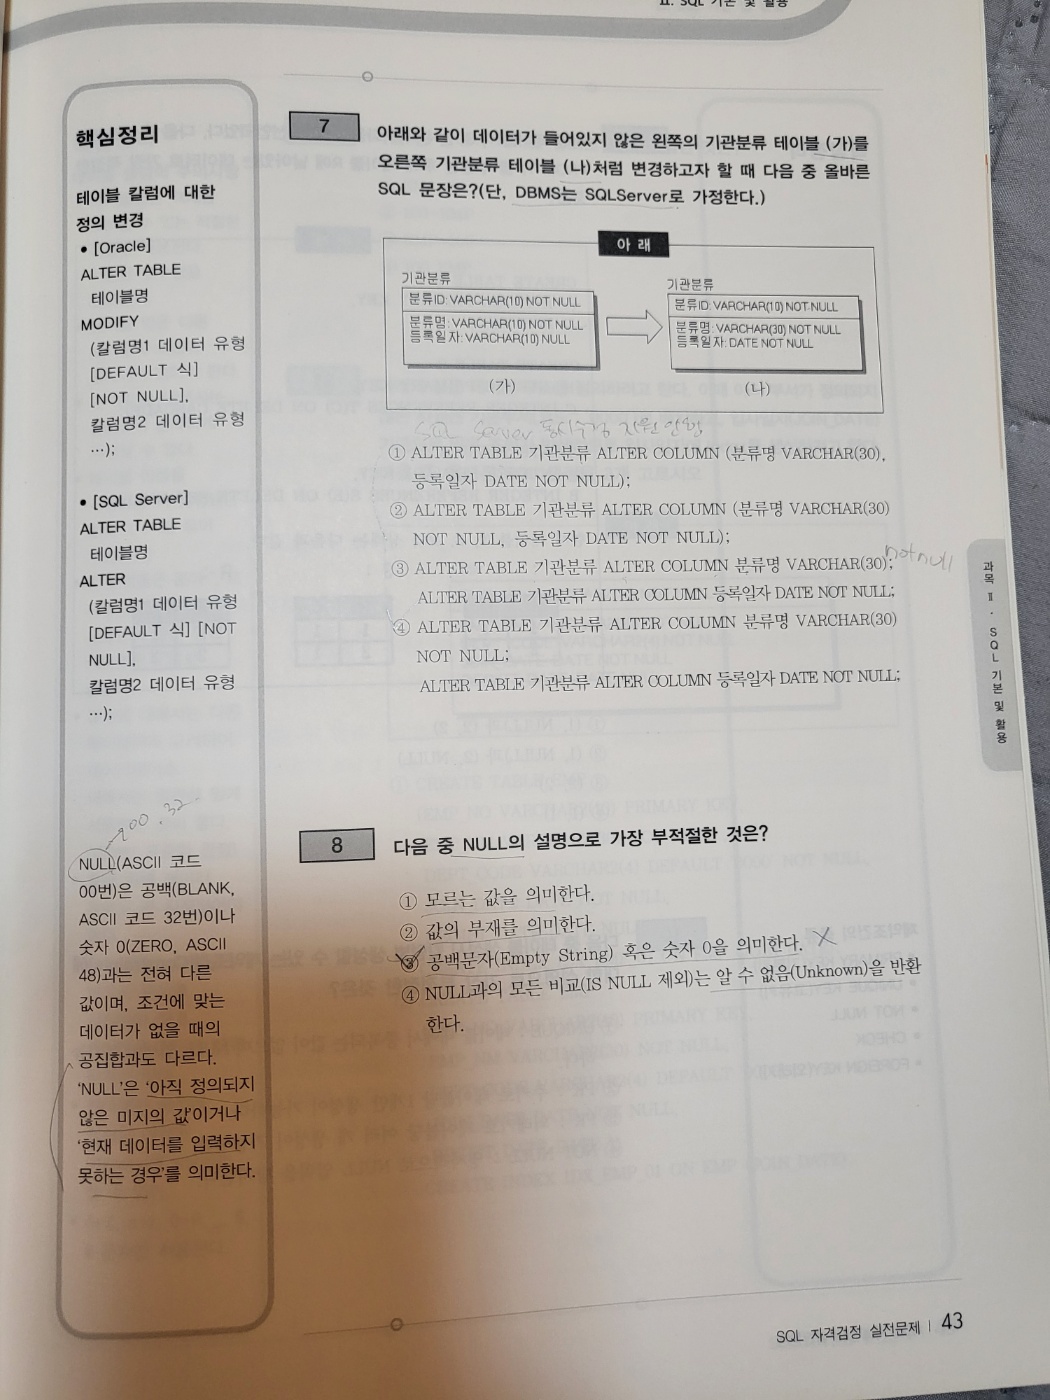 II. SQL 기본 및 활용
핵심정리
테이블 칼럼에 대한
정의 변경
• [Oracle]
ALTER TABLE
테이블명
MODIFY
(칼럼명1 데이터 유형
[DEFAULT 식]
[NOT NULL],
칼럼명2 데이터 유형
…);
• [SQL Server]
ALTER TABLE
테이블명
ALTER
(칼럼명1 데이터 유형
[DEFAULT 식] [NOT
NULL],
칼럼명2 데이터 유형
…);
00 . 32
NULL(ASCII 코드
00번)은 공백(BLANK,
ASCII 코드 32번)이나
숫자 0(ZERO, ASCII
48)과는 전혀 다른
값이며, 조건에 맞는
데이터가 없을 때의
공집합과도 다르다.
'NULL'은 '아직 정의되지
않은 미지의 값'이거나
'현재 데이터를 입력하지
못하는 경우'를 의미한다.
7
아래와 같이 데이터가 들어있지 않은 왼쪽의 기관분류 테이블 (가)를
오른쪽 기관분류 테이블 (나)처럼 변경하고자 할 때 다음 중 올바른
SQL 문장은?(단, DBMS는 SQLServer로 가정한다.)
아 래
기관분류
분류ID: VARCHAR(10) NOT NULL
분류명: VARCHAR(10) NOT NULL
등록일자: VARCHAR(10) NULL
(가)
기관분류
분류ID: VARCHAR(10) NOT NULL
분류명: VARCHAR(30) NOT NULL
등록일자: DATE NOT NULL
(나)
SQL Server 동시수정 지원 안함
① ALTER TABLE 기관분류 ALTER COLUMN (분류명 VARCHAR(30),
등록일자 DATE NOT NULL);
② ALTER TABLE 기관분류 ALTER COLUMN (분류명 VARCHAR(30)
NOT NULL, 등록일자 DATE NOT NULL);
③ ALTER TABLE 기관분류 ALTER COLUMN 분류명 VARCHAR(30); not null
ALTER TABLE 기관분류 ALTER COLUMN 등록일자 DATE NOT NULL;
④ ALTER TABLE 기관분류 ALTER COLUMN 분류명 VARCHAR(30)
NOT NULL;
ALTER TABLE 기관분류 ALTER COLUMN 등록일자 DATE NOT NULL;
8
다음 중 NULL의 설명으로 가장 부적절한 것은?
① 모르는 값을 의미한다.
② 값의 부재를 의미한다.
③ 공백문자(Empty String) 혹은 숫자 0을 의미한다. X
④ NULL과의 모든 비교(IS NULL 제외)는 알 수 없음(Unknown)을 반환
한다.
과목 II · SQL 기본 및 활용
SQL 자격검정 실전문제 | 43